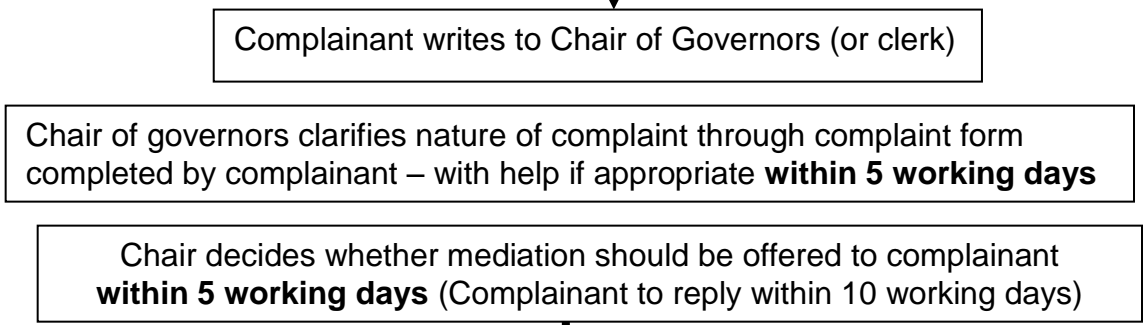 Complainant writes to Chair of Governors (or clerk)
Chair of governors clarifies nature of complaint through complaint form
completed by complainant – with help if appropriate within 5 working days
Chair decides whether mediation should be offered to complainant
within 5 working days (Complainant to reply within 10 working days)